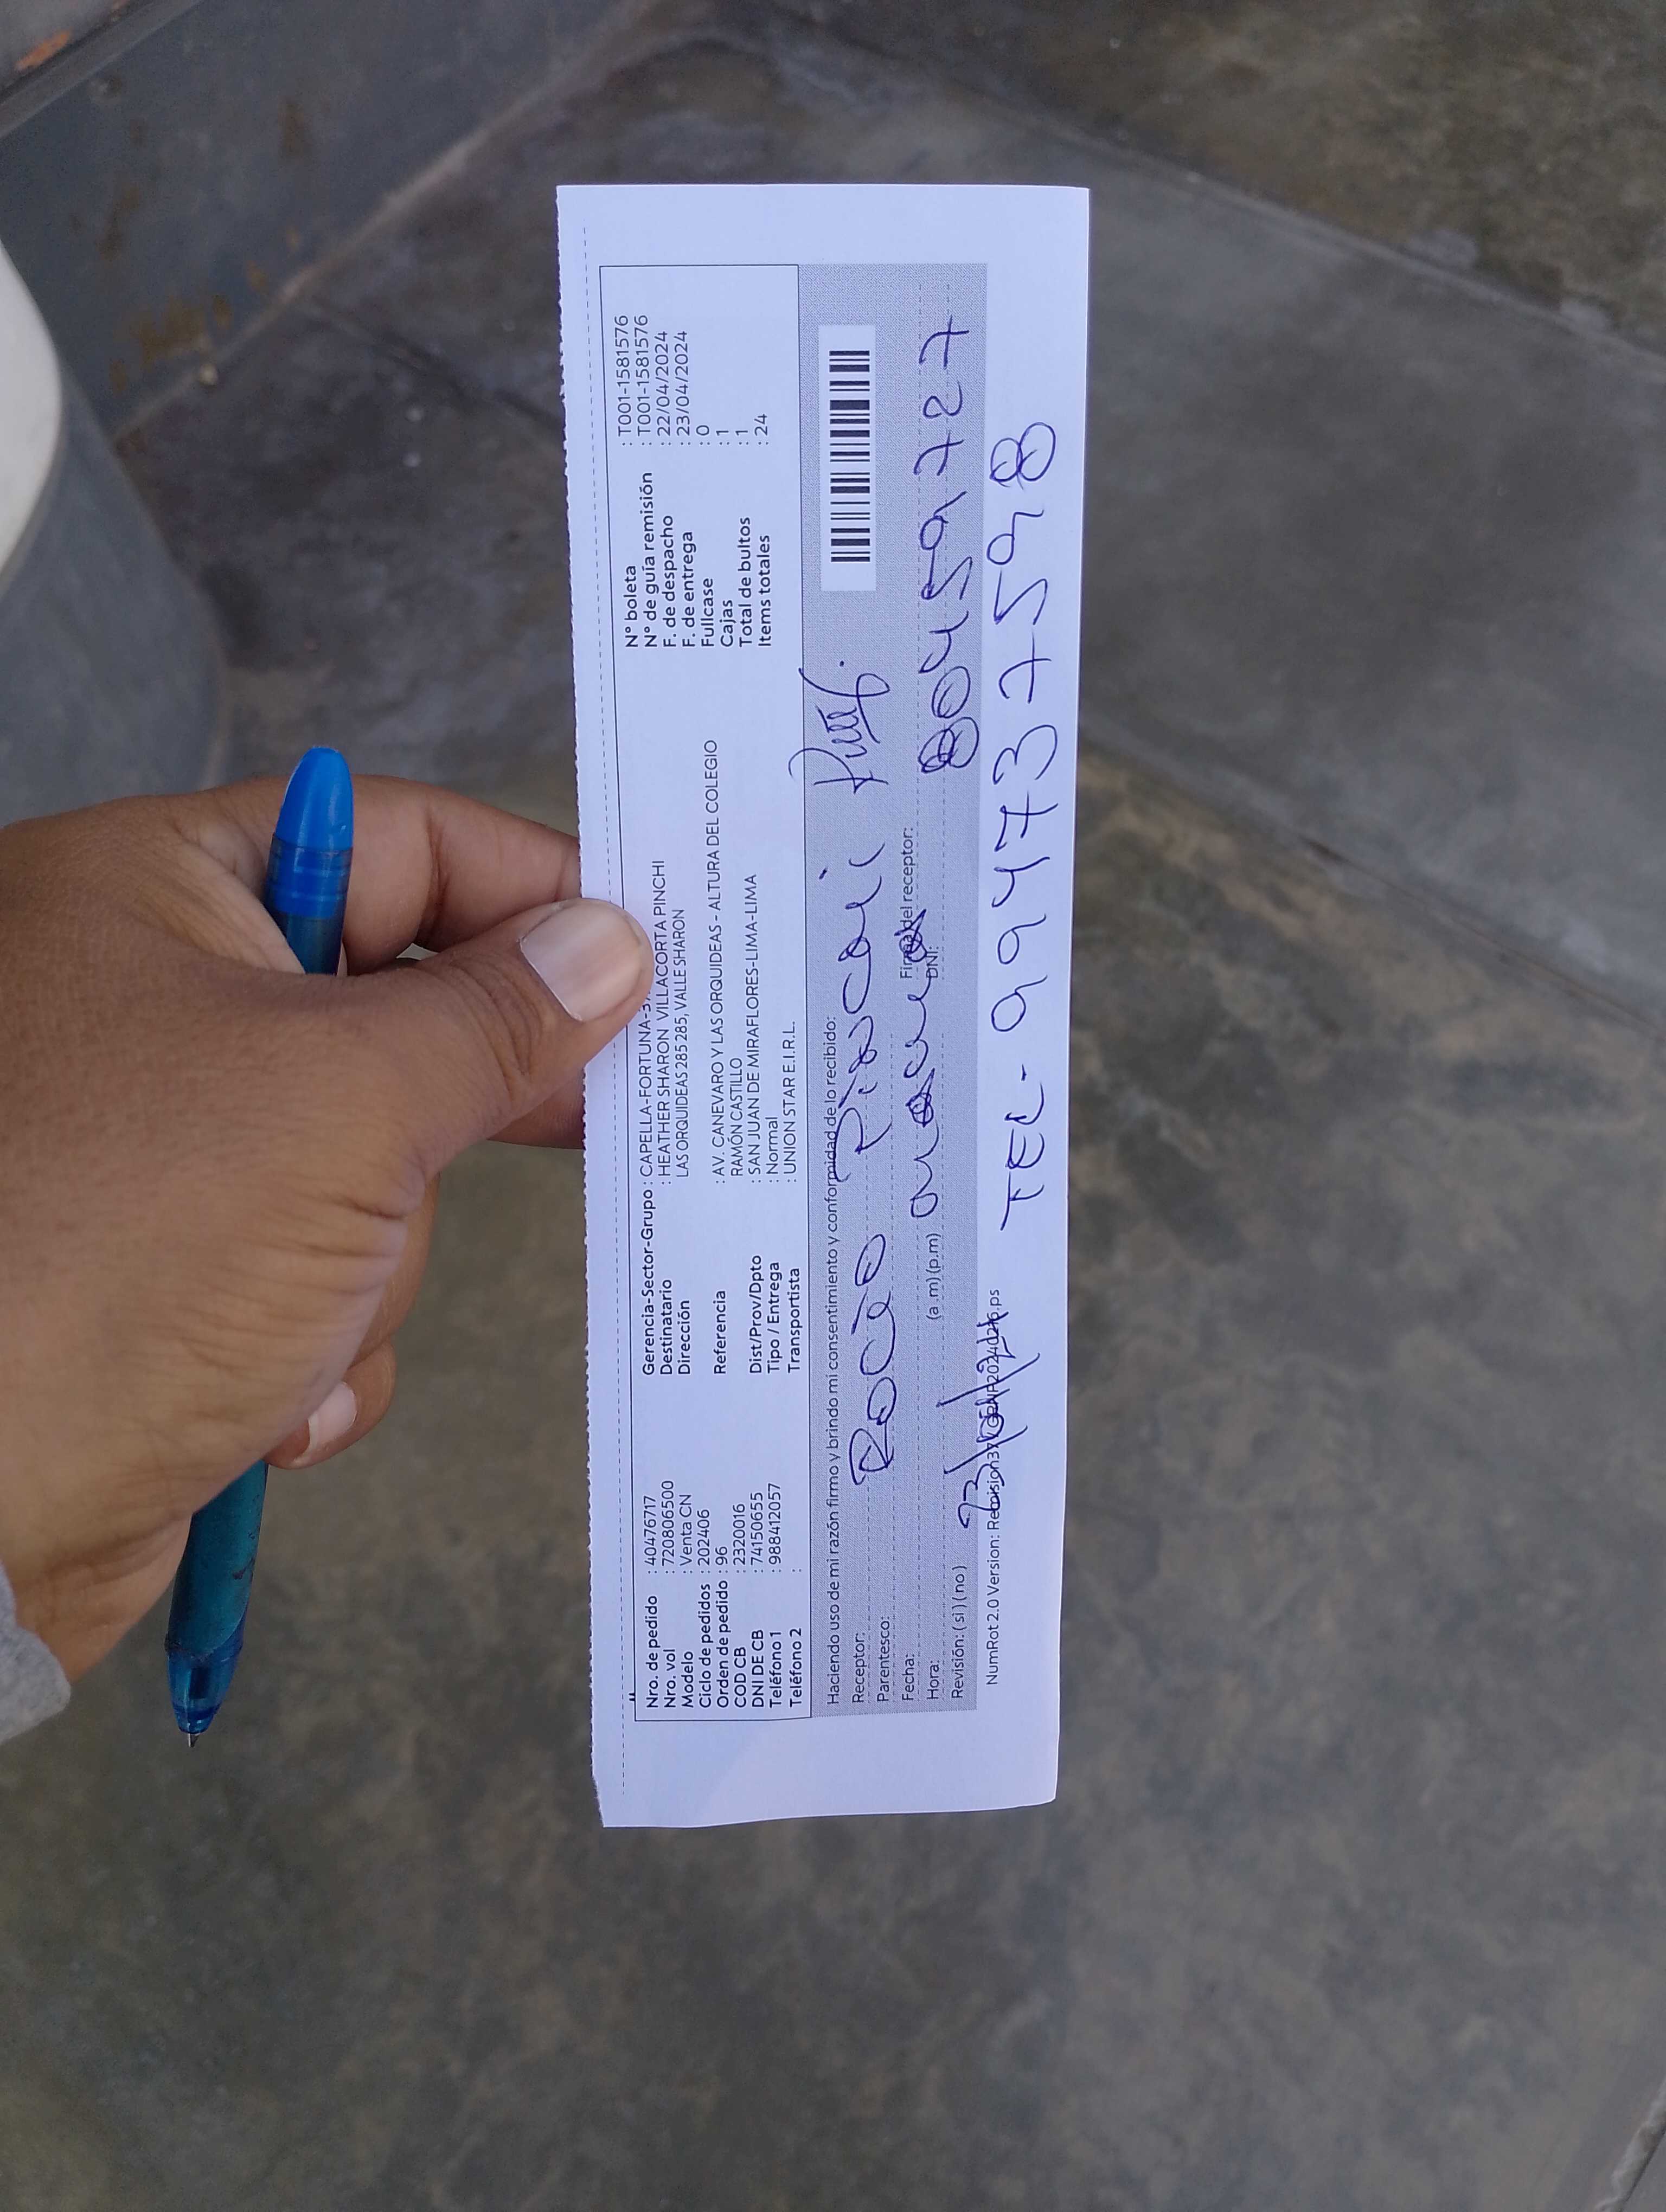 Nro. de pedido : 40476717
Nro. vol : 720806500
Modelo : Venta CN
Ciclo de pedidos : 202406
Orden de pedido : 96
COD CB : 2320016
DNI DE CB : 74150655
Teléfono 1 : 988412057
Teléfono 2 :
Gerencia-Sector-Grupo : CAPELLA-FORTUNA-
Destinatario : HEATHER SHARON VILLACORTA PINCHI
Dirección LAS ORQUIDEAS 285 285, VALLE SHARON
Referencia : AV. CANEVARO Y LAS ORQUIDEAS - ALTURA DEL COLEGIO
RAMÓN CASTILLO
Dist/Prov/Dpto : SAN JUAN DE MIRAFLORES-LIMA-LIMA
Tipo / Entrega : Normal
Transportista : UNION STAR E.I.R.L.
N° boleta : T001-1581576
N° de guía remisión : T001-1581576
F. de despacho : 22/04/2024
F. de entrega : 23/04/2024
Fullcase : 0
Cajas : 1
Total de bultos : 1
Items totales : 24
Haciendo uso de mi razón firmo y brindo mi consentimiento y conformidad de lo recibido:
Receptor: Rocio Pinchi
Parentesco:
Fecha: Firma del receptor:
Hora: (a.m) (p.m) DNI: 80459727
Revisión: (si) (no)
NumRot 2.0 Version: .ps
TEL- 994737598